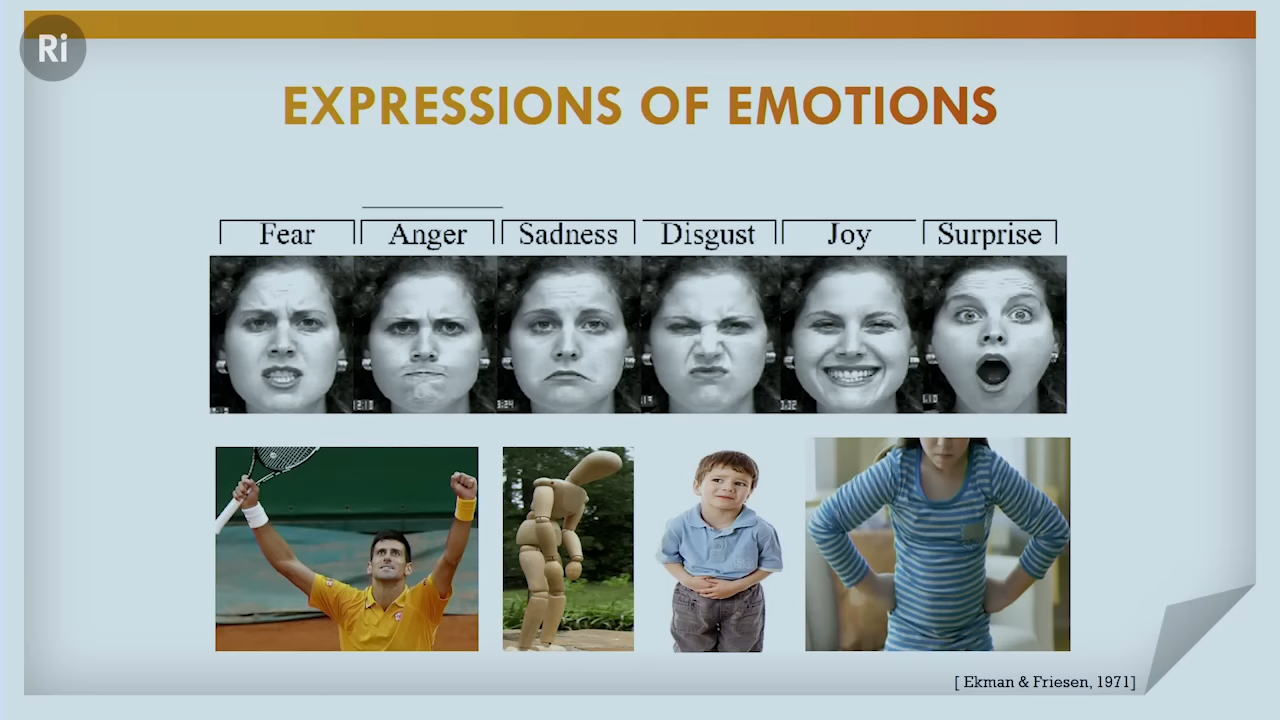 Ri
EXPRESSIONS OF EMOTIONS
Fear Anger Sadness Disgust Joy Surprise
[ Ekman & Friesen, 1971]